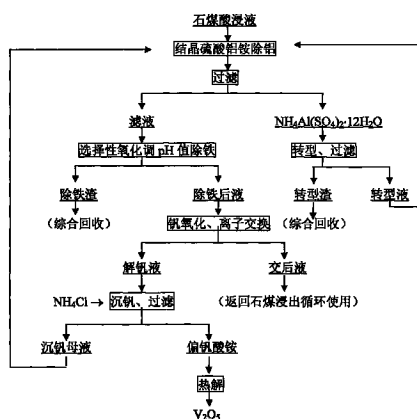 石煤酸浸液
结晶硫酸铝铵除铝
过滤
滤液 NH₄Al(SO₄)₂·12H₂O
选择性氧化调 pH 值除铁 转型、过滤
除铁渣 除铁后液 转型渣 转型液
(综合回收) 钒氧化、离子交换 (综合回收)
解钒液 交后液
NH₄Cl → 沉钒、过滤 (返回石煤浸出循环使用)
沉钒母液 偏钒酸铵
热解
V₂O₅